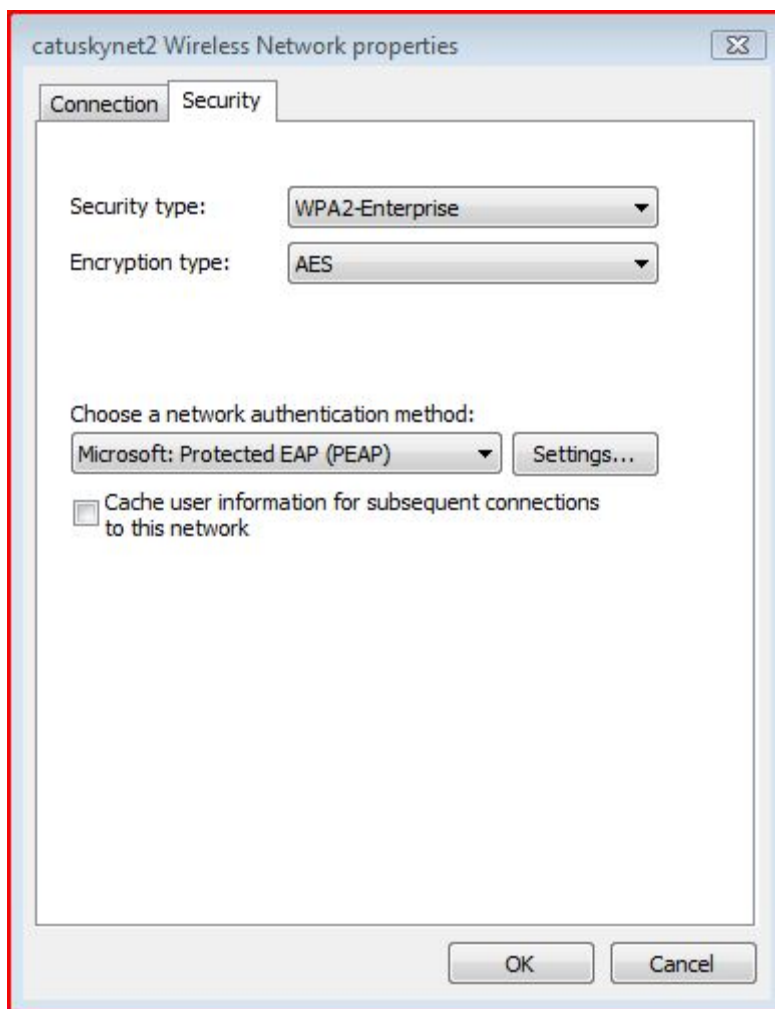 catuskynet2 Wireless Network properties
Connection
Security
Security type:
WPA2-Enterprise
Encryption type:
AES
Choose a network authentication method:
Microsoft: Protected EAP (PEAP)
Settings...
Cache user information for subsequent connections
to this network
OK
Cancel